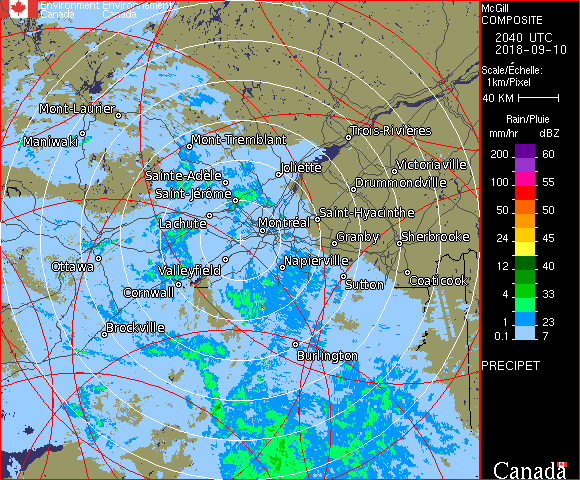 Environment Environnement
Canada Canada
McGill
COMPOSITE
2040 UTC
2018-09-10
Scale/Échelle:
1km/Pixel
40 KM
Rain/Pluie
mm/hr dBZ
200 60
100 55
50 50
24 45
12 40
4 33
1 23
0.1 7
PRECIPET
Canada
Mont-Laurier
Maniwaki
Mont-Tremblant
Trois-Rivières
Joliette
Victoriaville
Sainte-Adèle
Drummondville
Saint-Jérôme
Saint-Hyacinthe
Lachute
Montréal
Granby
Sherbrooke
Ottawa
Valleyfield
Napierville
Coaticook
Cornwall
Sutton
Brockville
Burlington